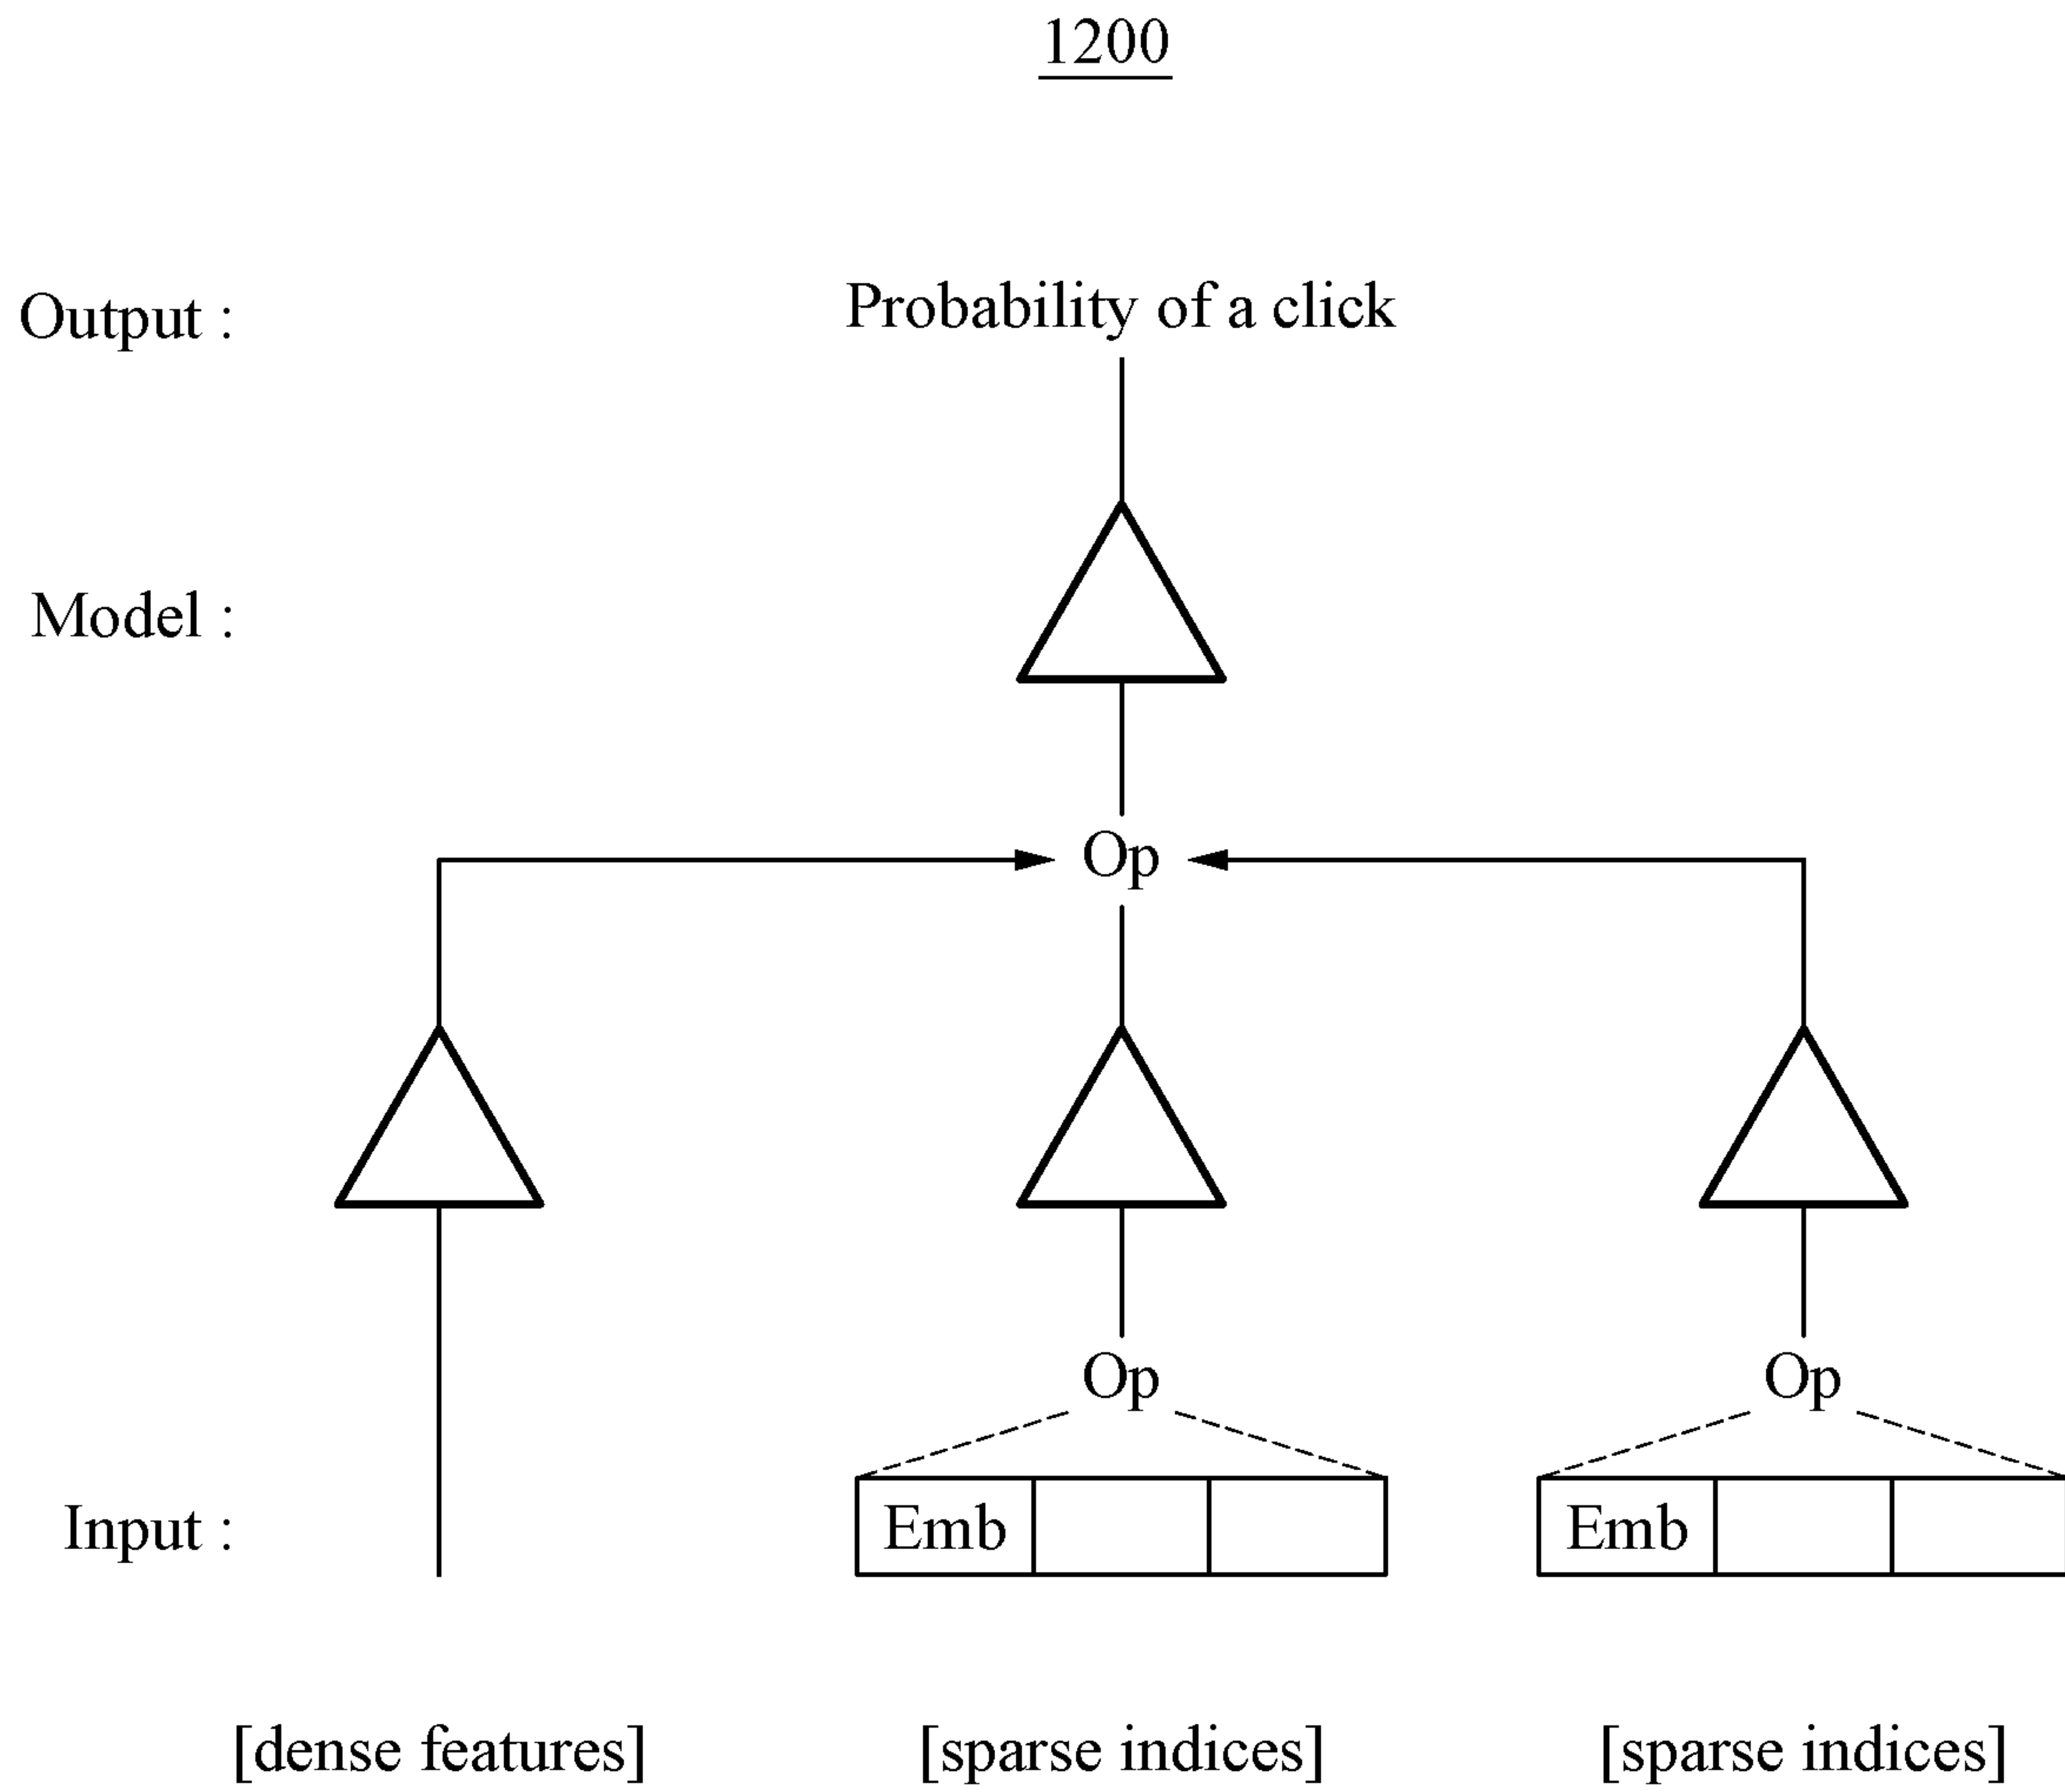 1200
Output : Probability of a click
Model :
Op
Op Op
Input : Emb Emb
[dense features] [sparse indices] [sparse indices]